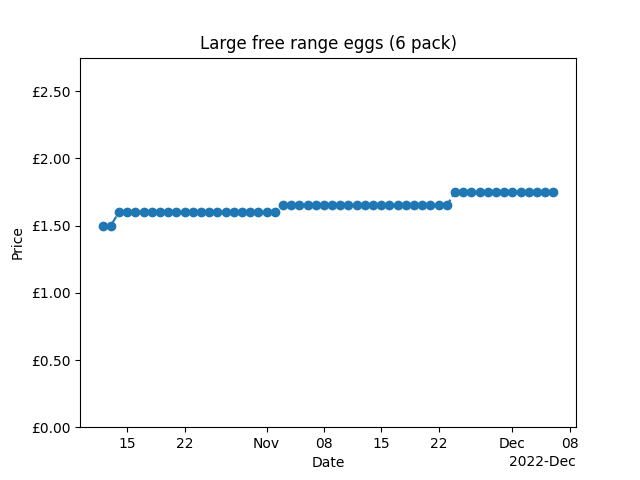 Large free range eggs (6 pack)
£2.50
£2.00
£1.50
£1.00
£0.50
£0.00
Price
15 22 Nov 08 15 22 Dec 08
Date
2022-Dec